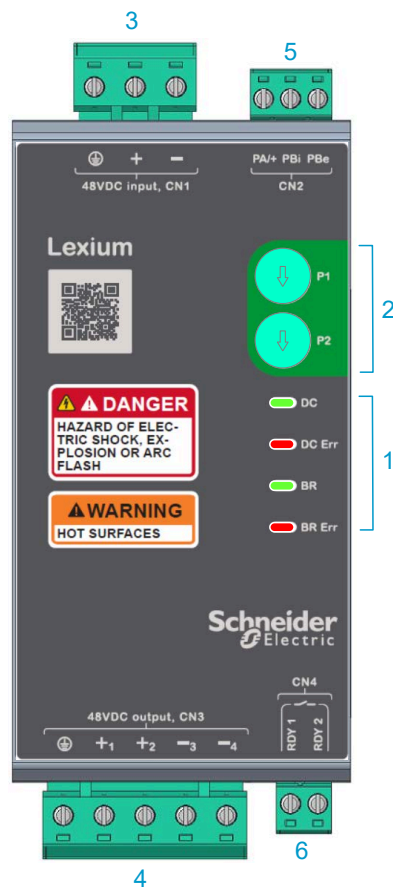 3
5
⏚ + −
48VDC input, CN1
PA/+ PBi PBe
CN2
Lexium
P1
P2
2
DANGER
HAZARD OF ELEC-
TRIC SHOCK, EX-
PLOSION OR ARC
FLASH
WARNING
HOT SURFACES
DC
DC Err
BR
BR Err
1
Schneider
Electric
CN4
RDY 1
RDY 2
48VDC output, CN3
⏚ +1 +2 −3 −4
4
6